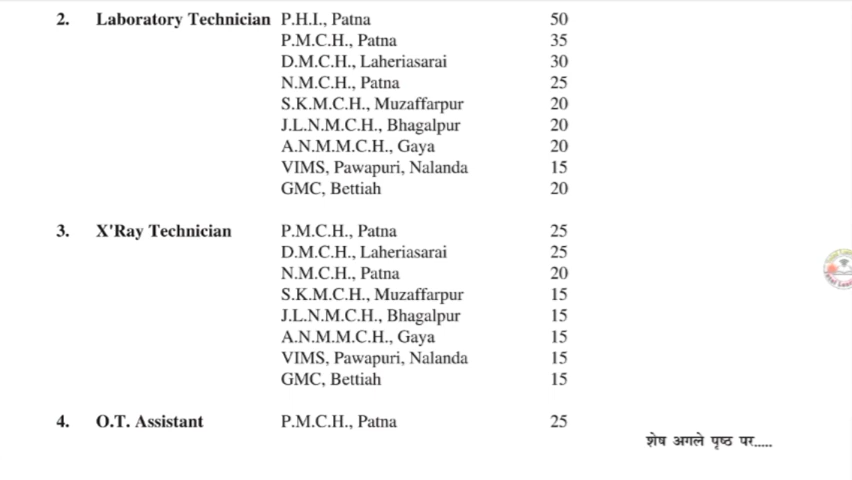 2. Laboratory Technician P.H.I., Patna 50
P.M.C.H., Patna 35
D.M.C.H., Laheriasarai 30
N.M.C.H., Patna 25
S.K.M.C.H., Muzaffarpur 20
J.L.N.M.C.H., Bhagalpur 20
A.N.M.M.C.H., Gaya 20
VIMS, Pawapuri, Nalanda 15
GMC, Bettiah 20
3. X'Ray Technician P.M.C.H., Patna 25
D.M.C.H., Laheriasarai 25
N.M.C.H., Patna 20
S.K.M.C.H., Muzaffarpur 15
J.L.N.M.C.H., Bhagalpur 15
A.N.M.M.C.H., Gaya 15
VIMS, Pawapuri, Nalanda 15
GMC, Bettiah 15
4. O.T. Assistant P.M.C.H., Patna 25
शेष अगले पृष्ठ पर.....